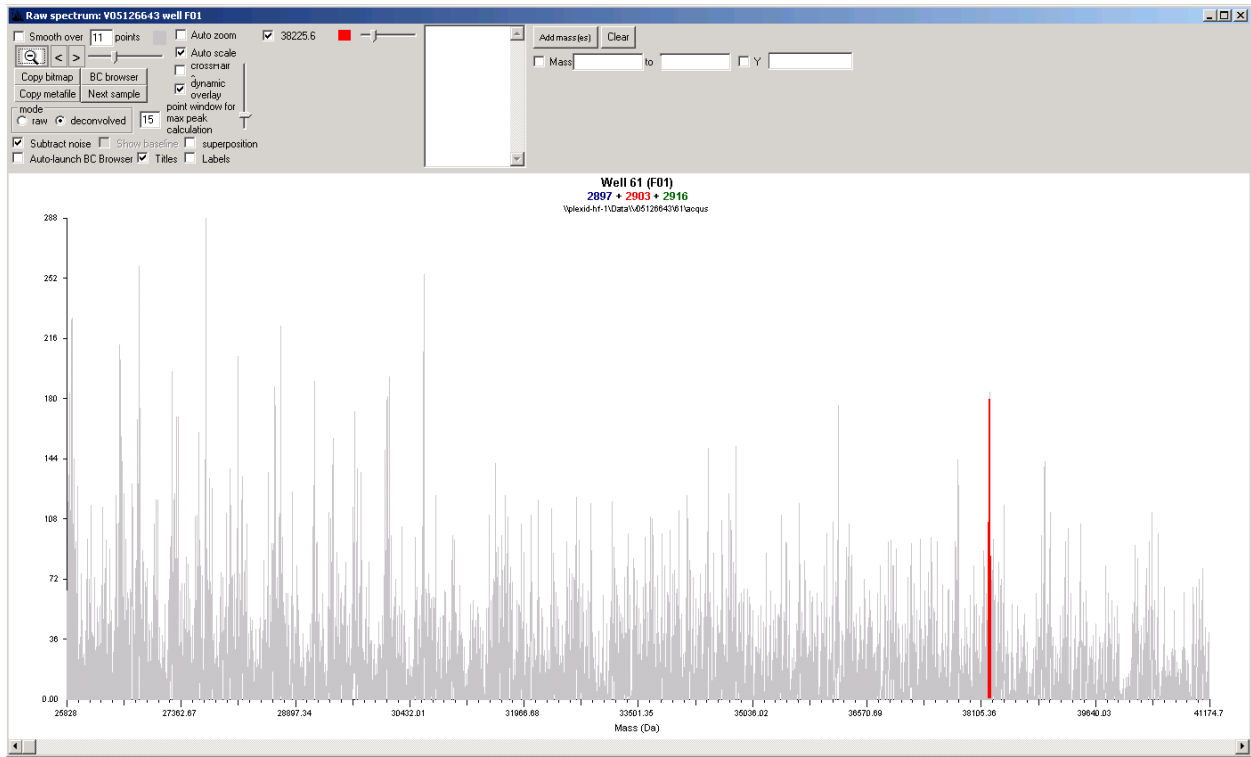 Raw spectrum: V05126643 well F01
Smooth over 11 points
Auto zoom
38225.6
Add mass(es) Clear
< >
Auto scale
Mass to Y
crossHair
Copy bitmap BC browser
dynamic overlay
Copy metafile Next sample
mode
raw deconvolved
15 point window for max peak calculation
Subtract noise Show baseline superposition
Auto-launch BC Browser Titles Labels
Well 61 (F01)
2897 + 2903 + 2916
\\plexid-hf-1\Data\V05126643\61\acqus
288
252
216
180
144
108
72
36
0.00
25828 27362.67 28897.34 30432.01 31966.68 33501.35 35036.02 36570.69 38105.36 39640.03 41174.7
Mass (Da)